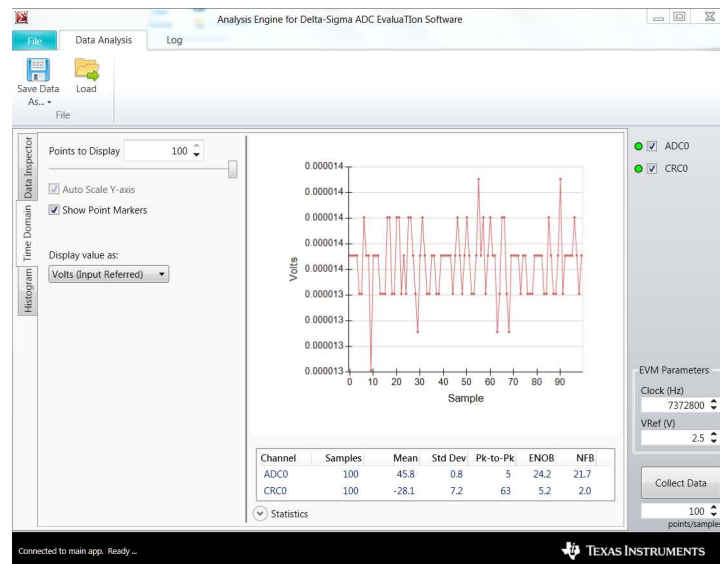 Analysis Engine for Delta-Sigma ADC EvaluaTIon Software
File Data Analysis Log
Save Data As... Load
File
Data Inspector
Time Domain
Histogram
Points to Display 100
Auto Scale Y-axis
Show Point Markers
Display value as:
Volts (Input Referred)
Volts
0.000014
0.000014
0.000014
0.000014
0.000014
0.000013
0.000013
0.000013
0.000013
0 10 20 30 40 50 60 70 80 90
Sample
Channel Samples Mean Std Dev Pk-to-Pk ENOB NFB
ADC0 100 45.8 0.8 5 24.2 21.7
CRC0 100 -28.1 7.2 63 5.2 2.0
Statistics
ADC0
CRC0
EVM Parameters
Clock (Hz)
7372800
VRef (V)
2.5
Collect Data
100
points/samples
Connected to main app. Ready ...
TEXAS INSTRUMENTS